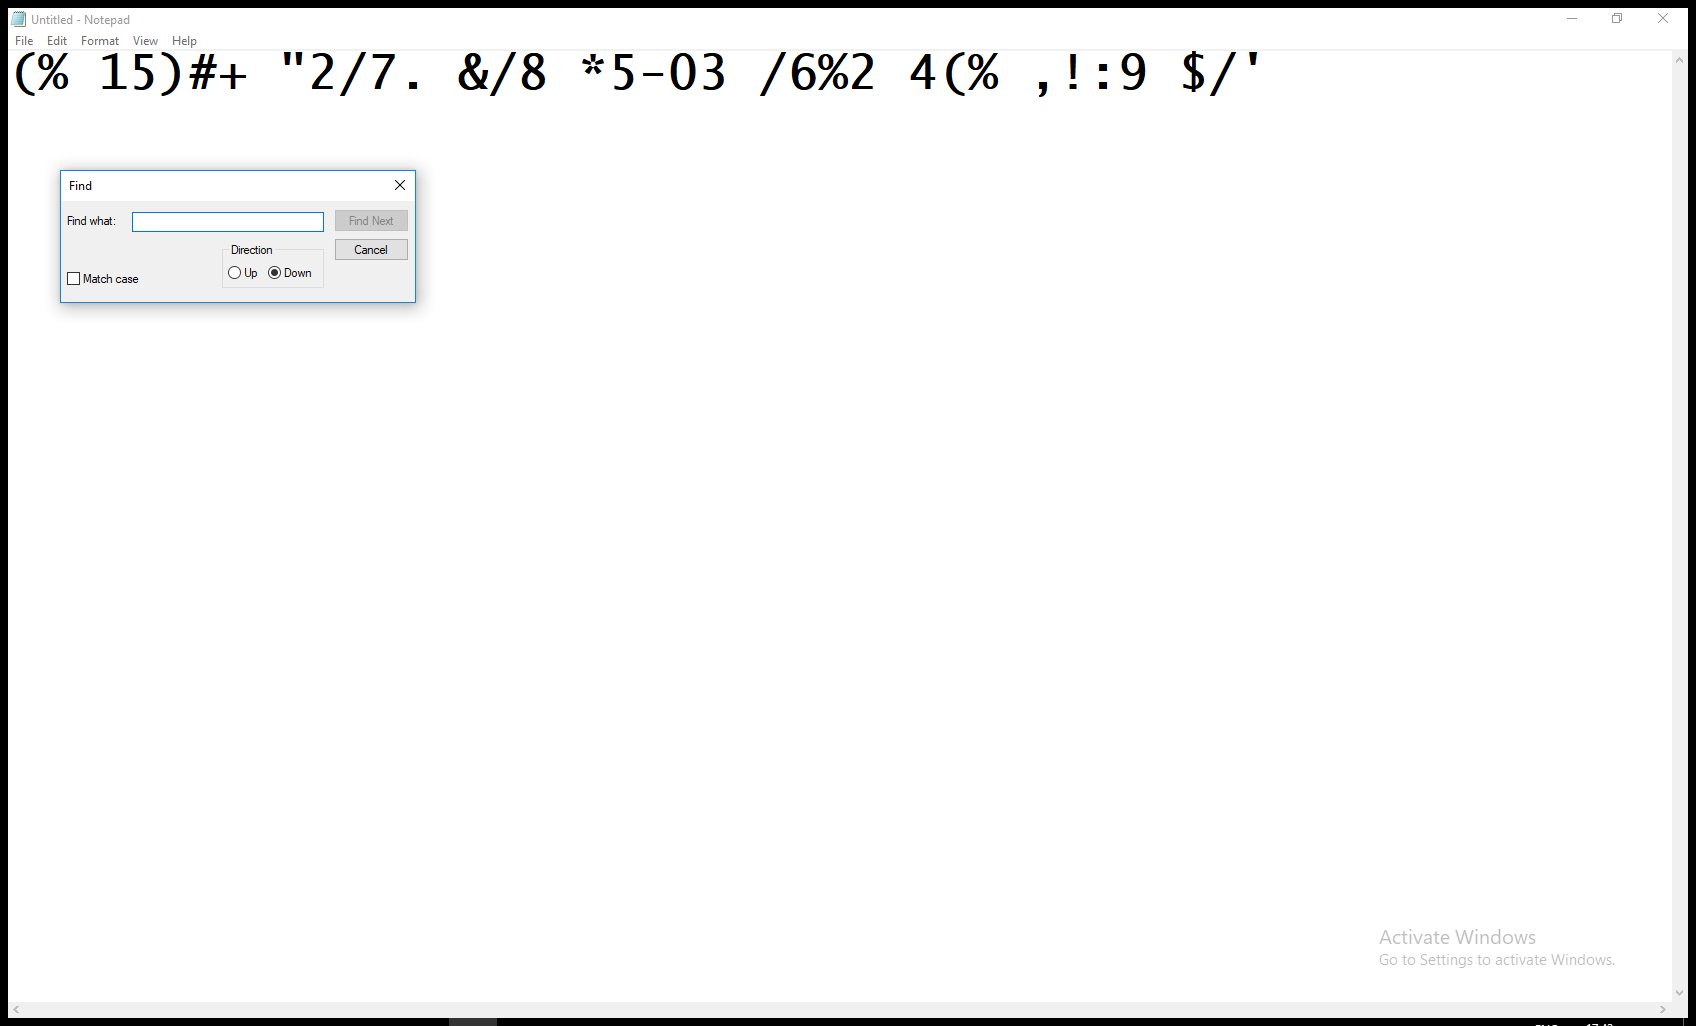 Untitled - Notepad
File Edit Format View Help
(% 15)#+ "2/7. &/8 *5-03 /6%2 4(% ,!:9 $/'
Find
Find what:
Find Next
Direction
Cancel
Up Down
Match case
Activate Windows
Go to Settings to activate Windows.